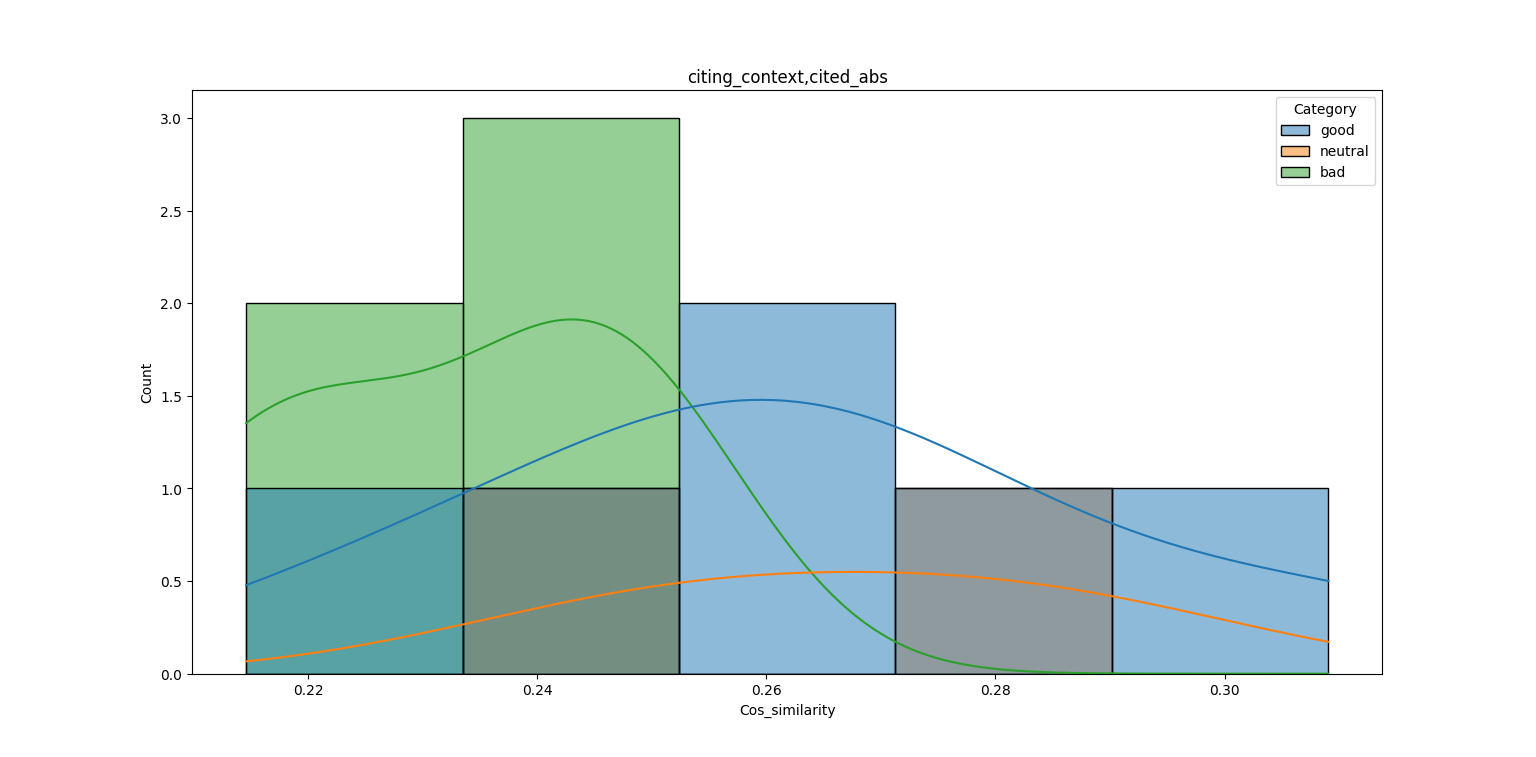 citing_context,cited_abs
Category
good
neutral
bad
3.0
2.5
2.0
1.5
1.0
0.5
0.0
Count
0.22 0.24 0.26 0.28 0.30
Cos_similarity